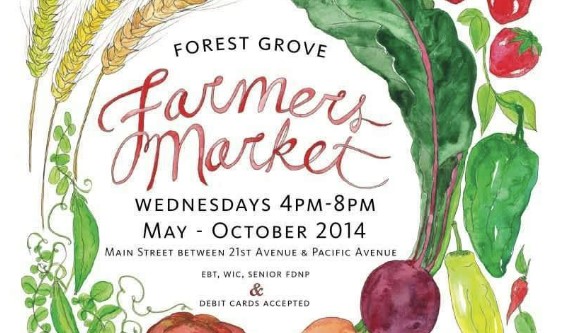 FOREST GROVE
Farmers
Market
WEDNESDAYS 4PM-8PM
MAY - OCTOBER 2014
MAIN STREET BETWEEN 21ST AVENUE & PACIFIC AVENUE
EBT, WIC, SENIOR FDNP
&
DEBIT CARDS ACCEPTED